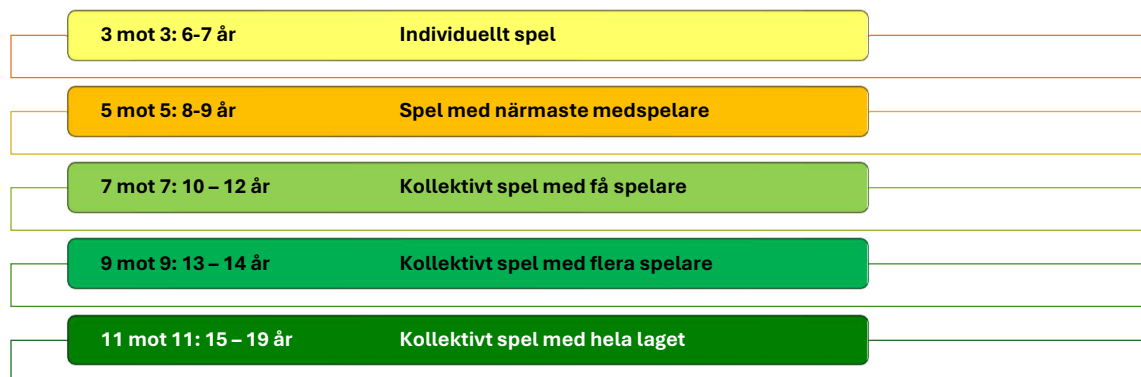 3 mot 3: 6-7 år Individuellt spel
5 mot 5: 8-9 år Spel med närmaste medspelare
7 mot 7: 10 – 12 år Kollektivt spel med få spelare
9 mot 9: 13 – 14 år Kollektivt spel med flera spelare
11 mot 11: 15 – 19 år Kollektivt spel med hela laget